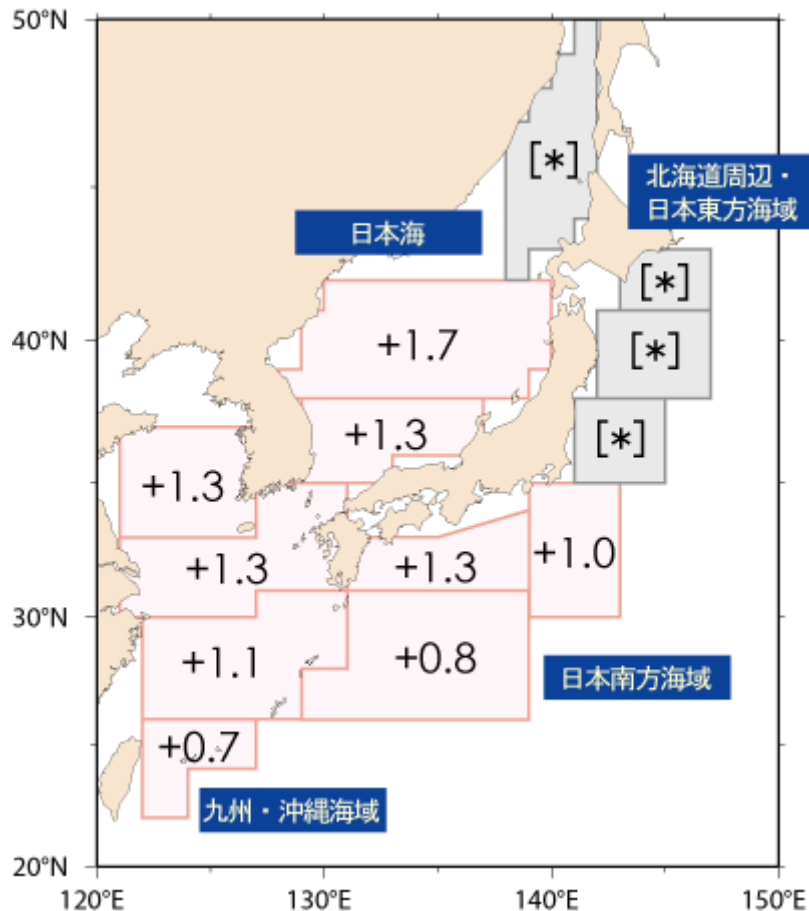 50°N
[*]
北海道周辺・
日本東方海域
日本海
[*]
40°N
+1.7
[*]
+1.3
[*]
+1.3
+1.3
+1.3
+1.0
30°N
+1.1
+0.8
日本南方海域
+0.7
九州・沖縄海域
20°N
120°E
130°E
140°E
150°E